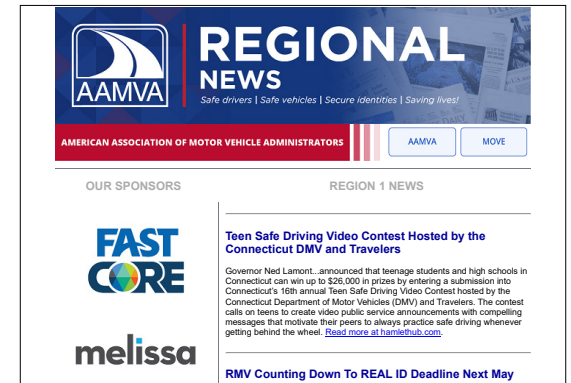 AAMVA
REGIONAL
NEWS
Safe drivers | Safe vehicles | Secure identities | Saving lives!
AMERICAN ASSOCIATION OF MOTOR VEHICLE ADMINISTRATORS
AAMVA
MOVE
OUR SPONSORS
FAST
CORE
melissa
REGION 1 NEWS
Teen Safe Driving Video Contest Hosted by the
Connecticut DMV and Travelers
Governor Ned Lamont...announced that teenage students and high schools in
Connecticut can win up to $26,000 in prizes by entering a submission into
Connecticut's 16th annual Teen Safe Driving Video Contest hosted by the
Connecticut Department of Motor Vehicles (DMV) and Travelers. The contest
calls on teens to create video public service announcements with compelling
messages that motivate their peers to always practice safe driving whenever
getting behind the wheel. Read more at hamlethub.com.
RMV Counting Down To REAL ID Deadline Next May